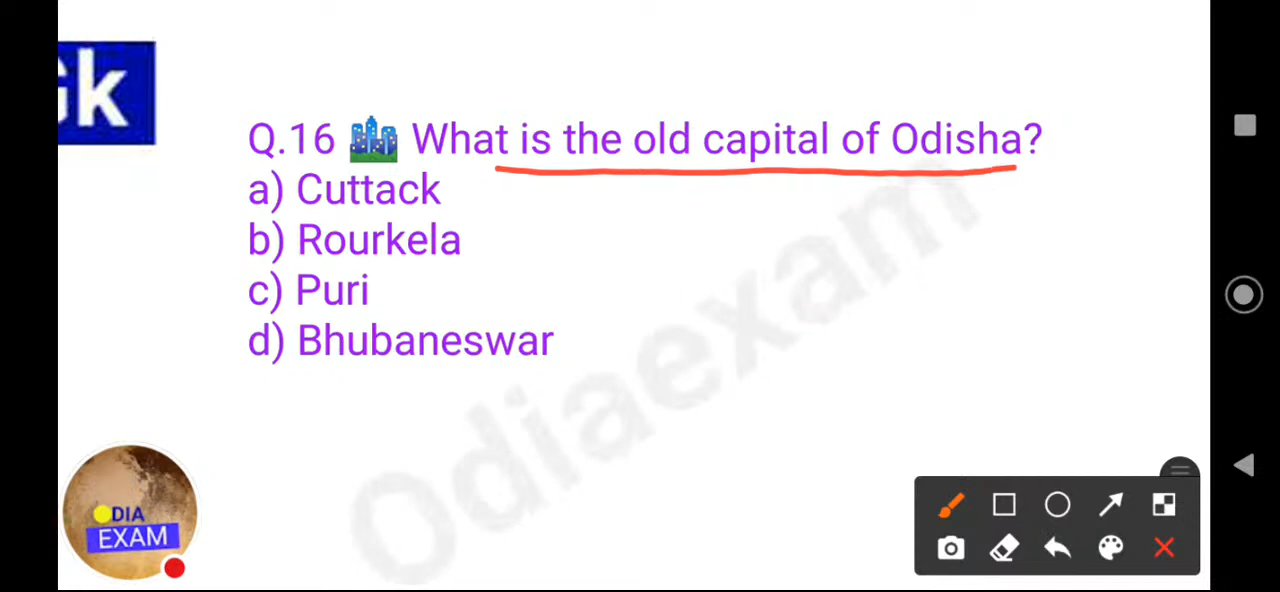 Gk
Q.16 🏙️ What is the old capital of Odisha?
a) Cuttack
b) Rourkela
c) Puri
d) Bhubaneswar
Odiaexam
ODIA
EXAM